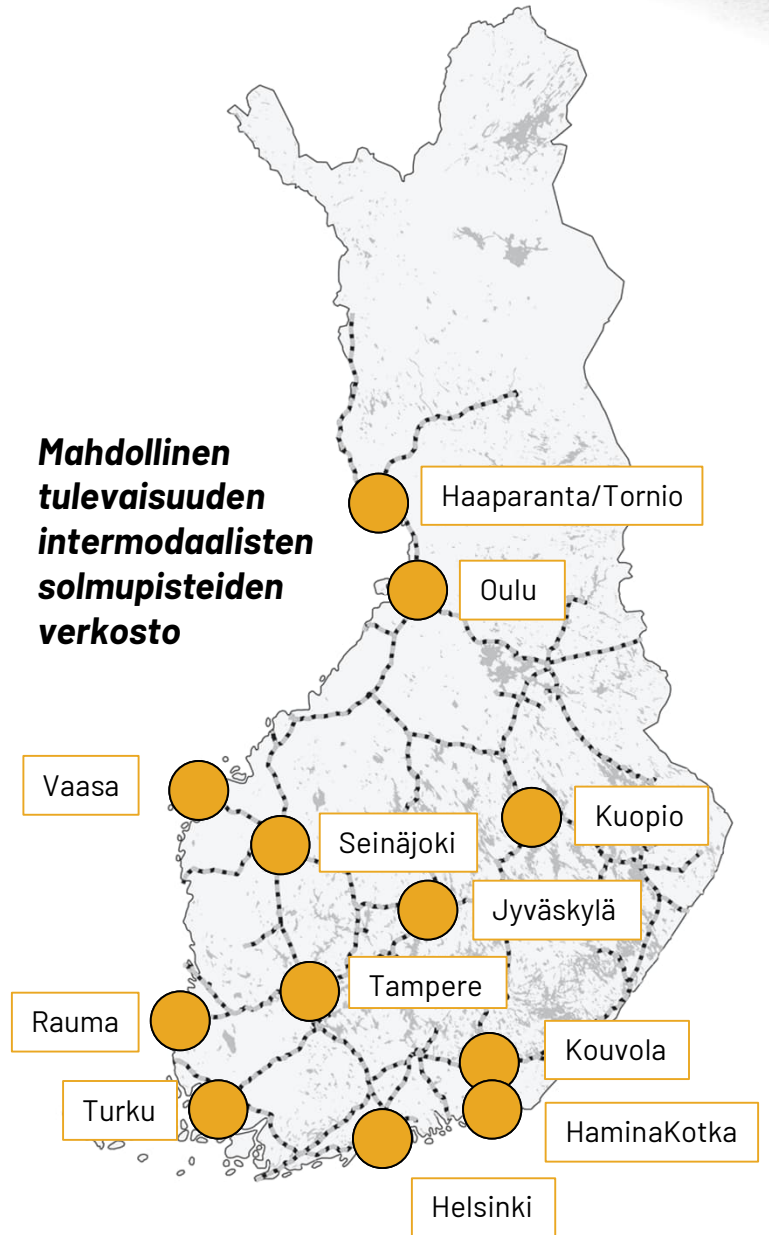 Mahdollinen
tulevaisuuden
intermodaalisten
solmupisteiden
verkosto
Haaparanta/Tornio
Oulu
Vaasa
Kuopio
Seinäjoki
Jyväskylä
Tampere
Rauma
Kouvola
Turku
HaminaKotka
Helsinki